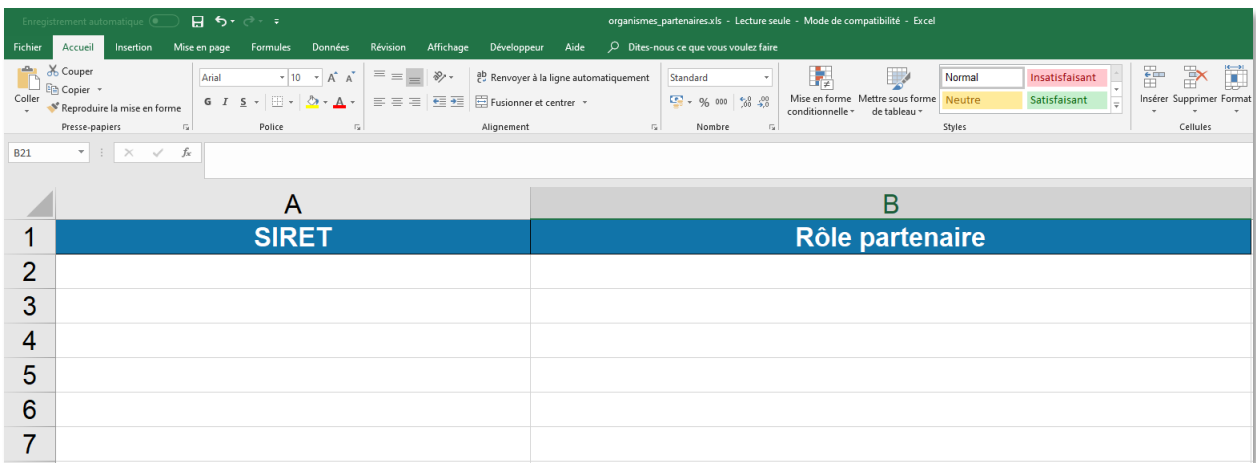 Enregistrement automatique
organismes_partenaires.xls - Lecture seule - Mode de compatibilité - Excel
Fichier Accueil Insertion Mise en page Formules Données Révision Affichage Développeur Aide Dites-nous ce que vous voulez faire
Coller
Couper
Copier
Reproduire la mise en forme
Presse-papiers
Arial 10
G I S
Police
Renvoyer à la ligne automatiquement
Fusionner et centrer
Alignement
Standard
% 000
Nombre
Mise en forme conditionnelle
Mettre sous forme de tableau
Normal Insatisfaisant
Neutre Satisfaisant
Styles
Insérer Supprimer Format
Cellules
B21 fx
A B
1 SIRET Rôle partenaire
2
3
4
5
6
7